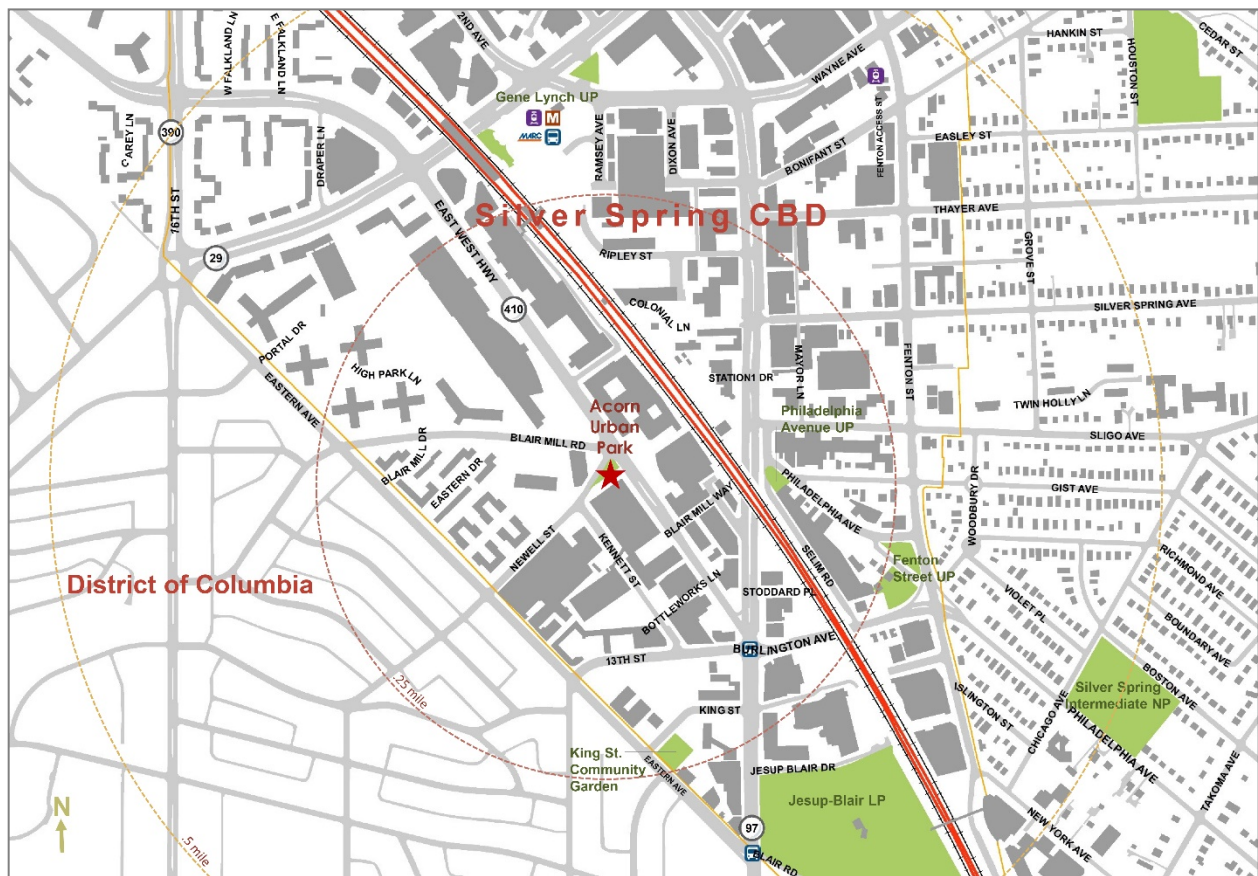 E FALKLAND LN
W FALKLAND LN
2ND AVE
WAYNE AVE
HANKIN ST
HOUSTON ST
CEDAR ST
Gene Lynch UP
M
MARC
CAREY LN
390
16TH ST
DRAPER LN
RAMSEY AVE
DIXON AVE
BONIFANT ST
FENTON ACCESS ST
EASLEY ST
THAYER AVE
Silver Spring CBD
EAST WEST HWY
29
RIPLEY ST
GROVE ST
410
COLONIAL LN
SILVER SPRING AVE
PORTAL DR
HIGH PARK LN
EASTERN AVE
STATION1 DR
MAYOR LN
FENTON ST
TWIN HOLLY LN
Acorn
Urban
Park
Philadelphia
Avenue UP
BLAIR MILL RD
SLIGO AVE
BLAIR MILL DR
EASTERN DR
NEWELL ST
KENNETT ST
BLAIR MILL WAY
PHILADELPHIA AVE
WOODBURY DR
GIST AVE
SELIM RD
Fenton
Street UP
RICHMOND AVE
BOUNDARY AVE
VIOLET PL
District of Columbia
BOTTLEWORKS LN
STODDARD PL
BURLINGTON AVE
13TH ST
BOSTON AVE
Silver Spring
Intermediate NP
ISLINGTON ST
CHICAGO AVE
PHILADELPHIA AVE
.25 mile
KING ST
King St.
Community
Garden
EASTERN AVE
JESUP BLAIR DR
Jesup-Blair LP
TAKOMA AVE
NEW YORK AVE
N
.5 mile
97
BLAIR RD